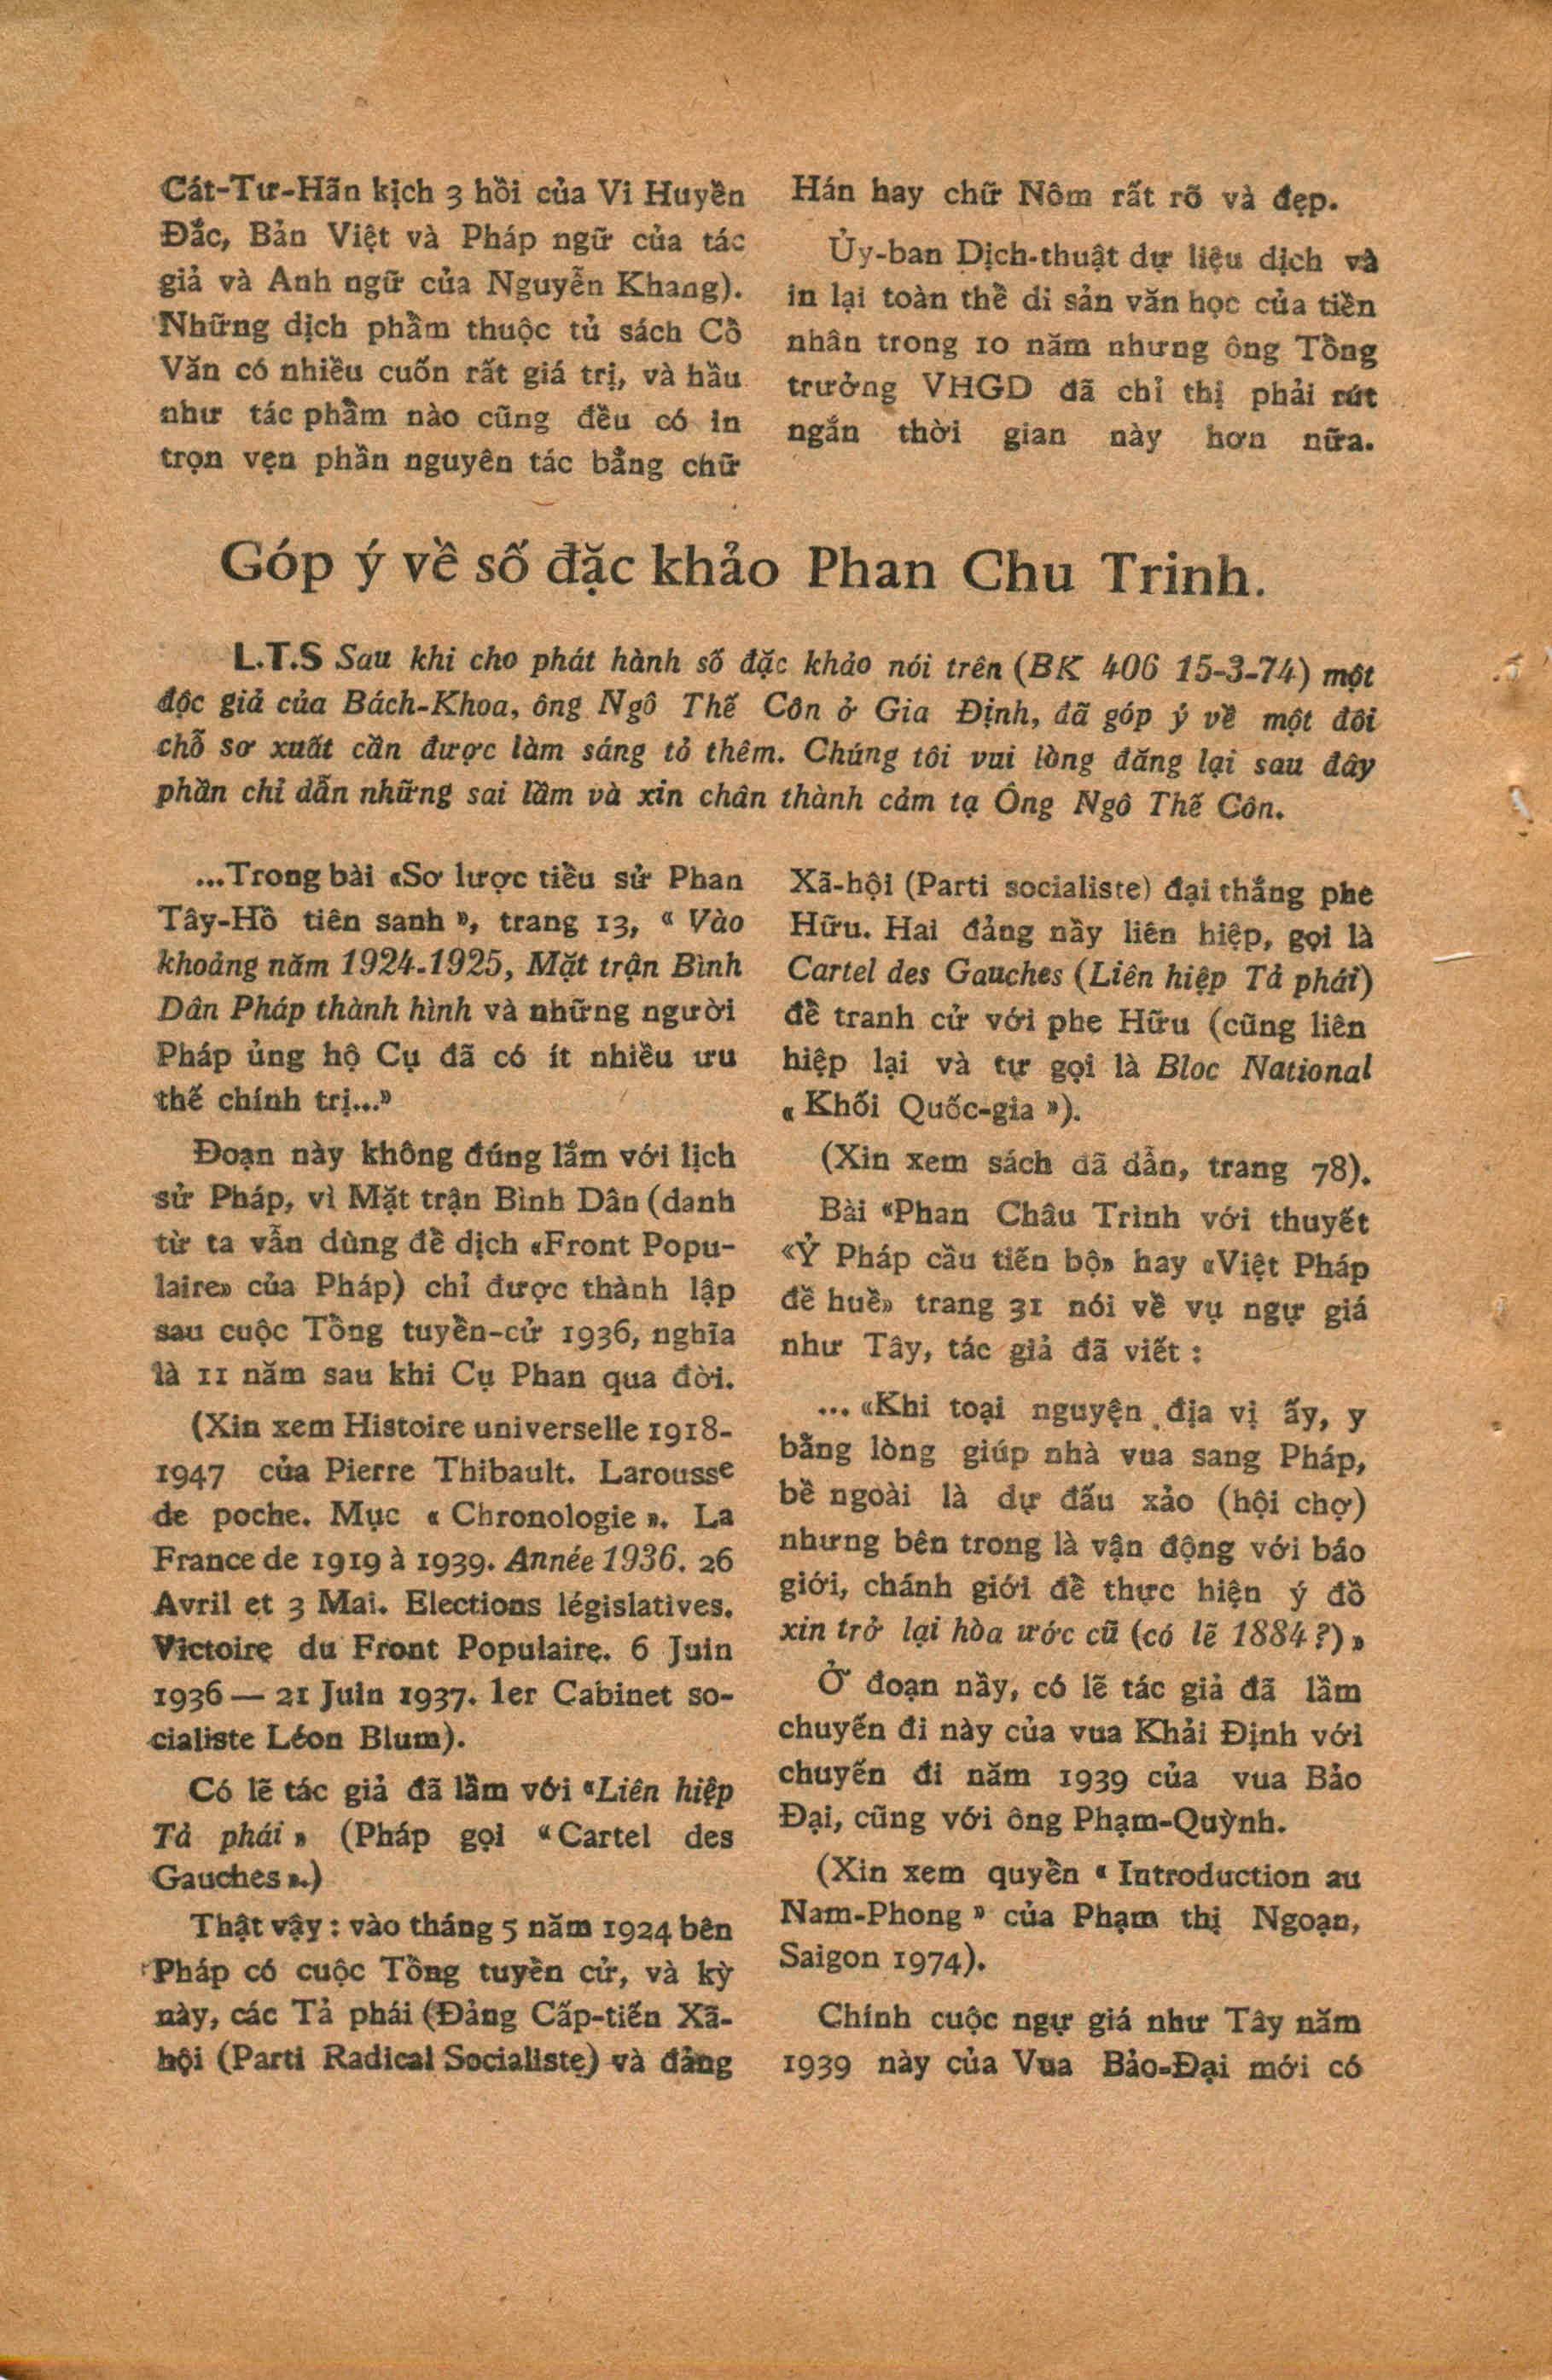 Cát-Tư-Hãn kịch 3 hồi của Vi Huyền
Đắc, Bản Việt và Pháp ngữ của tác
giả và Anh ngữ của Nguyễn Khang).
Những dịch phẩm thuộc tủ sách Cồ
Văn có nhiều cuốn rất giá trị, và hầu
như tác phẩm nào cũng đều có in
trọn vẹn phần nguyên tác bằng chữ
Hán hay chữ Nôm rất rõ và đẹp.
Ủy-ban Dịch-thuật dự liệu dịch và
in lại toàn thề di sản văn học của tiền
nhân trong 10 năm nhưng ông Tồng
trưởng VHGD đã chỉ thị phải rút
ngắn thời gian này hơn nữa.
Góp ý về số đặc khảo Phan Chu Trinh.
L.T.S Sau khi cho phát hành số đặc khảo nói trên (BK 406 15-3-74) một
độc giả của Bách-Khoa, ông Ngô Thế Côn ở Gia Định, đã góp ý về một đôi
chỗ sơ xuất cần được làm sáng tỏ thêm. Chúng tôi vui lòng đăng lại sau đây
phần chỉ dẫn những sai lầm và xin chân thành cảm tạ Ông Ngô Thế Côn.
...Trong bài «Sơ lược tiều sử Phan
Tây-Hồ tiên sanh», trang 13, « Vào
khoảng năm 1924-1925, Mặt trận Bình
Dân Pháp thành hình và những người
Pháp ủng hộ Cụ đã có ít nhiều ưu
thế chính trị...»
Đoạn này không đúng lắm với lịch
sử Pháp, vì Mặt trận Bình Dân (danh
từ ta vẫn dùng đề dịch «Front Popu-
laire» của Pháp) chỉ được thành lập
sau cuộc Tồng tuyền-cử 1936, nghĩa
là 11 năm sau khi Cụ Phan qua đời.
(Xin xem Histoire universelle 1918-
1947 của Pierre Thibault. Larousse
de poche. Mục « Chronologie ». La
France de 1919 à 1939. Année 1936. 26
Avril et 3 Mai. Elections législatives.
Victoire du Front Populaire. 6 Juin
1936 — 21 Juin 1937. 1er Cabinet so-
cialiste Léon Blum).
Có lẽ tác giả đã lầm với «Liên hiệp
Tả phái » (Pháp gọi « Cartel des
Gauches ».)
Thật vậy : vào tháng 5 năm 1924 bên
Pháp có cuộc Tồng tuyền cử, và kỳ
này, các Tả phái (Đảng Cấp-tiến Xã-
hội (Parti Radical Socialiste) và đảng
Xã-hội (Parti socialiste) đại thắng phe
Hữu. Hai đảng nầy liên hiệp, gọi là
Cartel des Gauches (Liên hiệp Tả phái)
đề tranh cử với phe Hữu (cũng liên
hiệp lại và tự gọi là Bloc National
« Khối Quốc-gia »).
(Xin xem sách đã dẫn, trang 78).
Bài «Phan Châu Trình với thuyết
«Ỷ Pháp cầu tiến bộ» hay «Việt Pháp
đề huề» trang 31 nói về vụ ngự giá
như Tây, tác giả đã viết :
... «Khi toại nguyện địa vị ấy, y
bằng lòng giúp nhà vua sang Pháp,
bề ngoài là dự đấu xảo (hội chợ)
nhưng bên trong là vận động với báo
giới, chánh giới đề thực hiện ý đồ
xin trở lại hòa ước cũ (có lẽ 1884 ?) »
Ở đoạn nầy, có lẽ tác giả đã lầm
chuyến đi này của vua Khải Định với
chuyến đi năm 1939 của vua Bảo
Đại, cũng với ông Phạm-Quỳnh.
(Xin xem quyền « Introduction au
Nam-Phong » của Phạm thị Ngoạn,
Saigon 1974).
Chính cuộc ngự giá như Tây năm
1939 này của Vua Bảo-Đại mới có